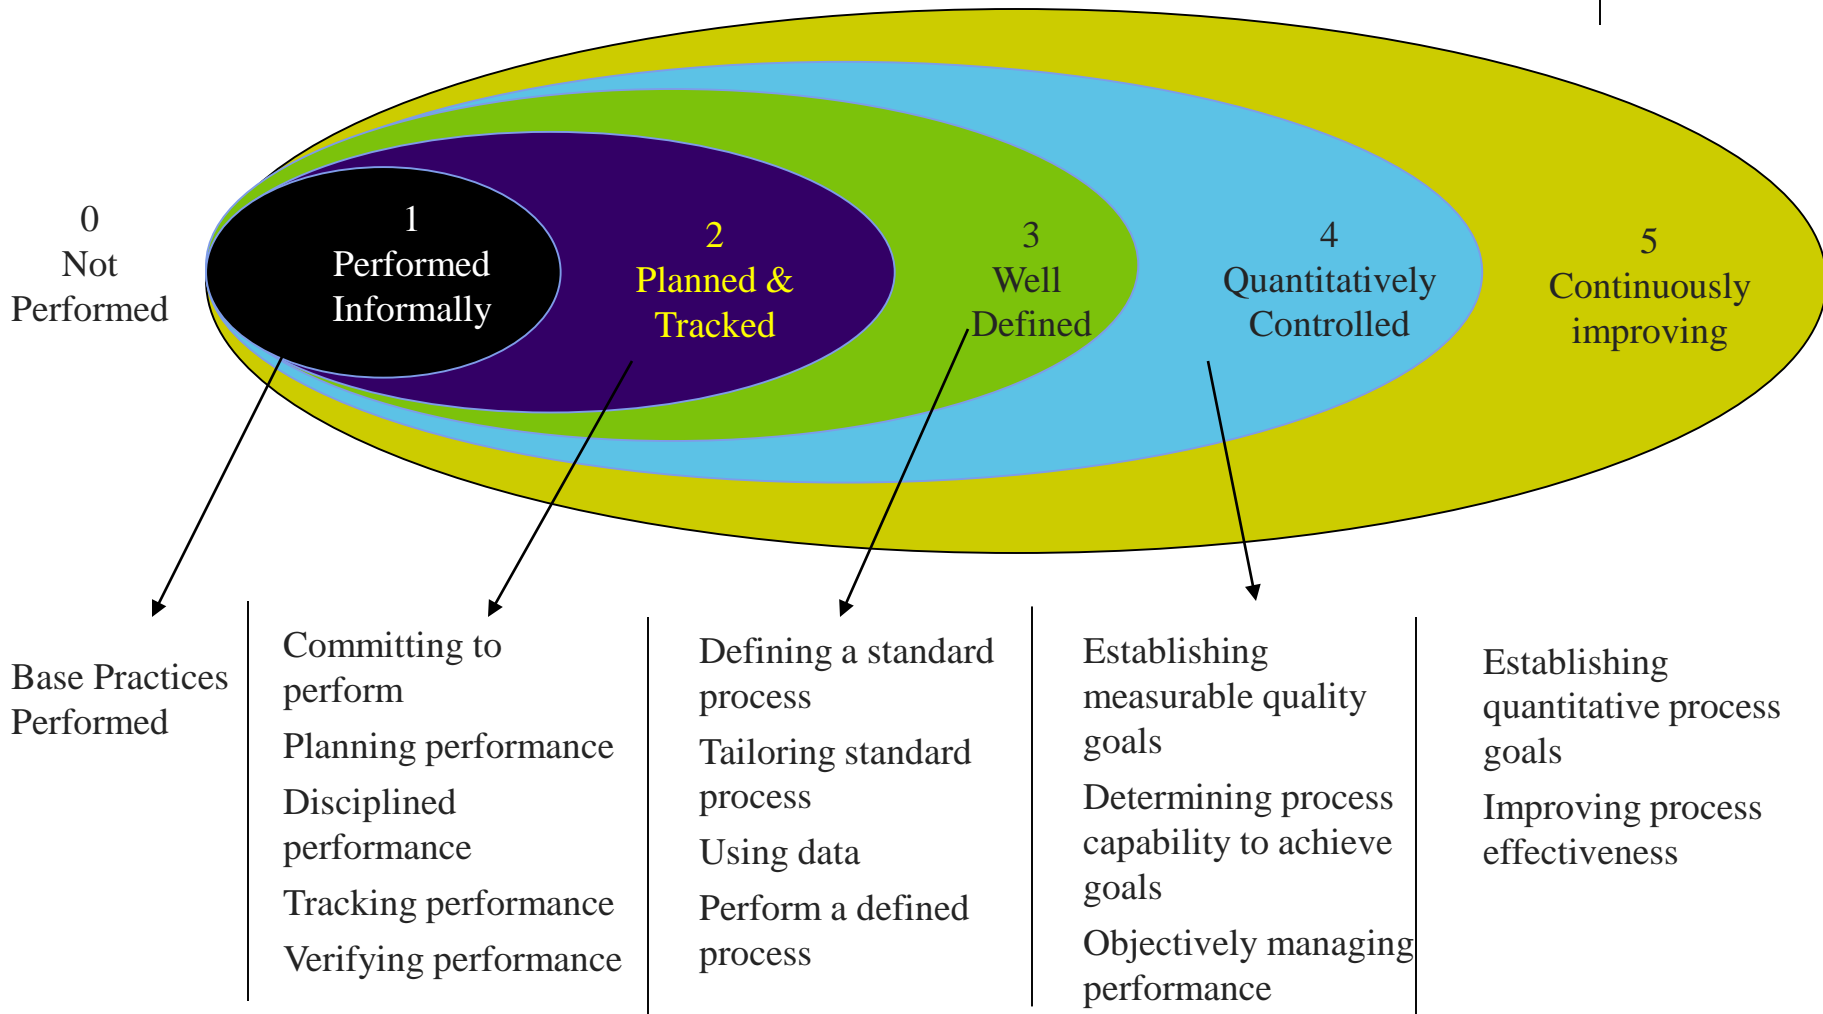 0
Not
Performed
1
Performed
Informally
2
Planned &
Tracked
3
Well
Defined
4
Quantitatively
Controlled
5
Continuously
improving
Base Practices
Performed
Committing to
perform
Planning performance
Disciplined
performance
Tracking performance
Verifying performance
Defining a standard
process
Tailoring standard
process
Using data
Perform a defined
process
Establishing
measurable quality
goals
Determining process
capability to achieve
goals
Objectively managing
performance
Establishing
quantitative process
goals
Improving process
effectiveness